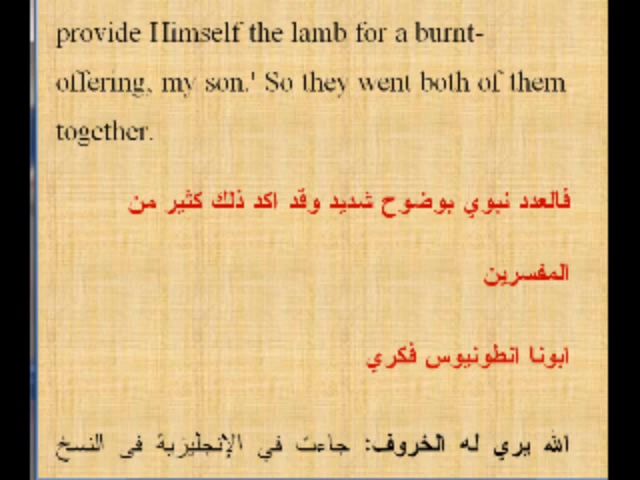 provide Himself the lamb for a burnt-
offering, my son.' So they went both of them
together.
فالعدد نبوي بوضوح شديد وقد اكد ذلك كثير من
المفسرين
ابونا انطونيوس فكري
الله يري له الخروف: جاءت في الإنجليزية فى النسخ